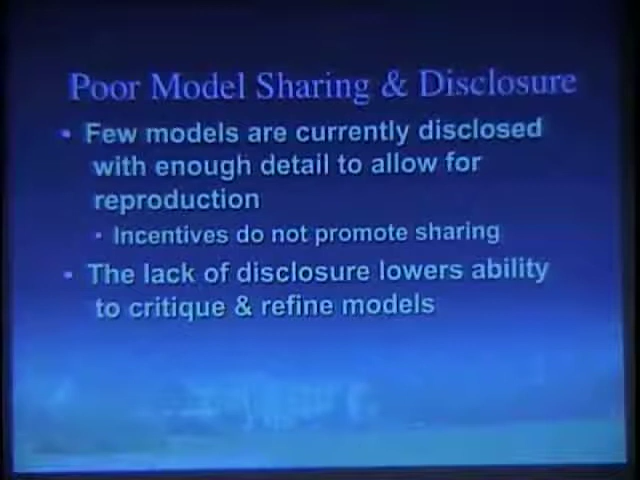 Poor Model Sharing & Disclosure
• Few models are currently disclosed
with enough detail to allow for
reproduction
• Incentives do not promote sharing
• The lack of disclosure lowers ability
to critique & refine models